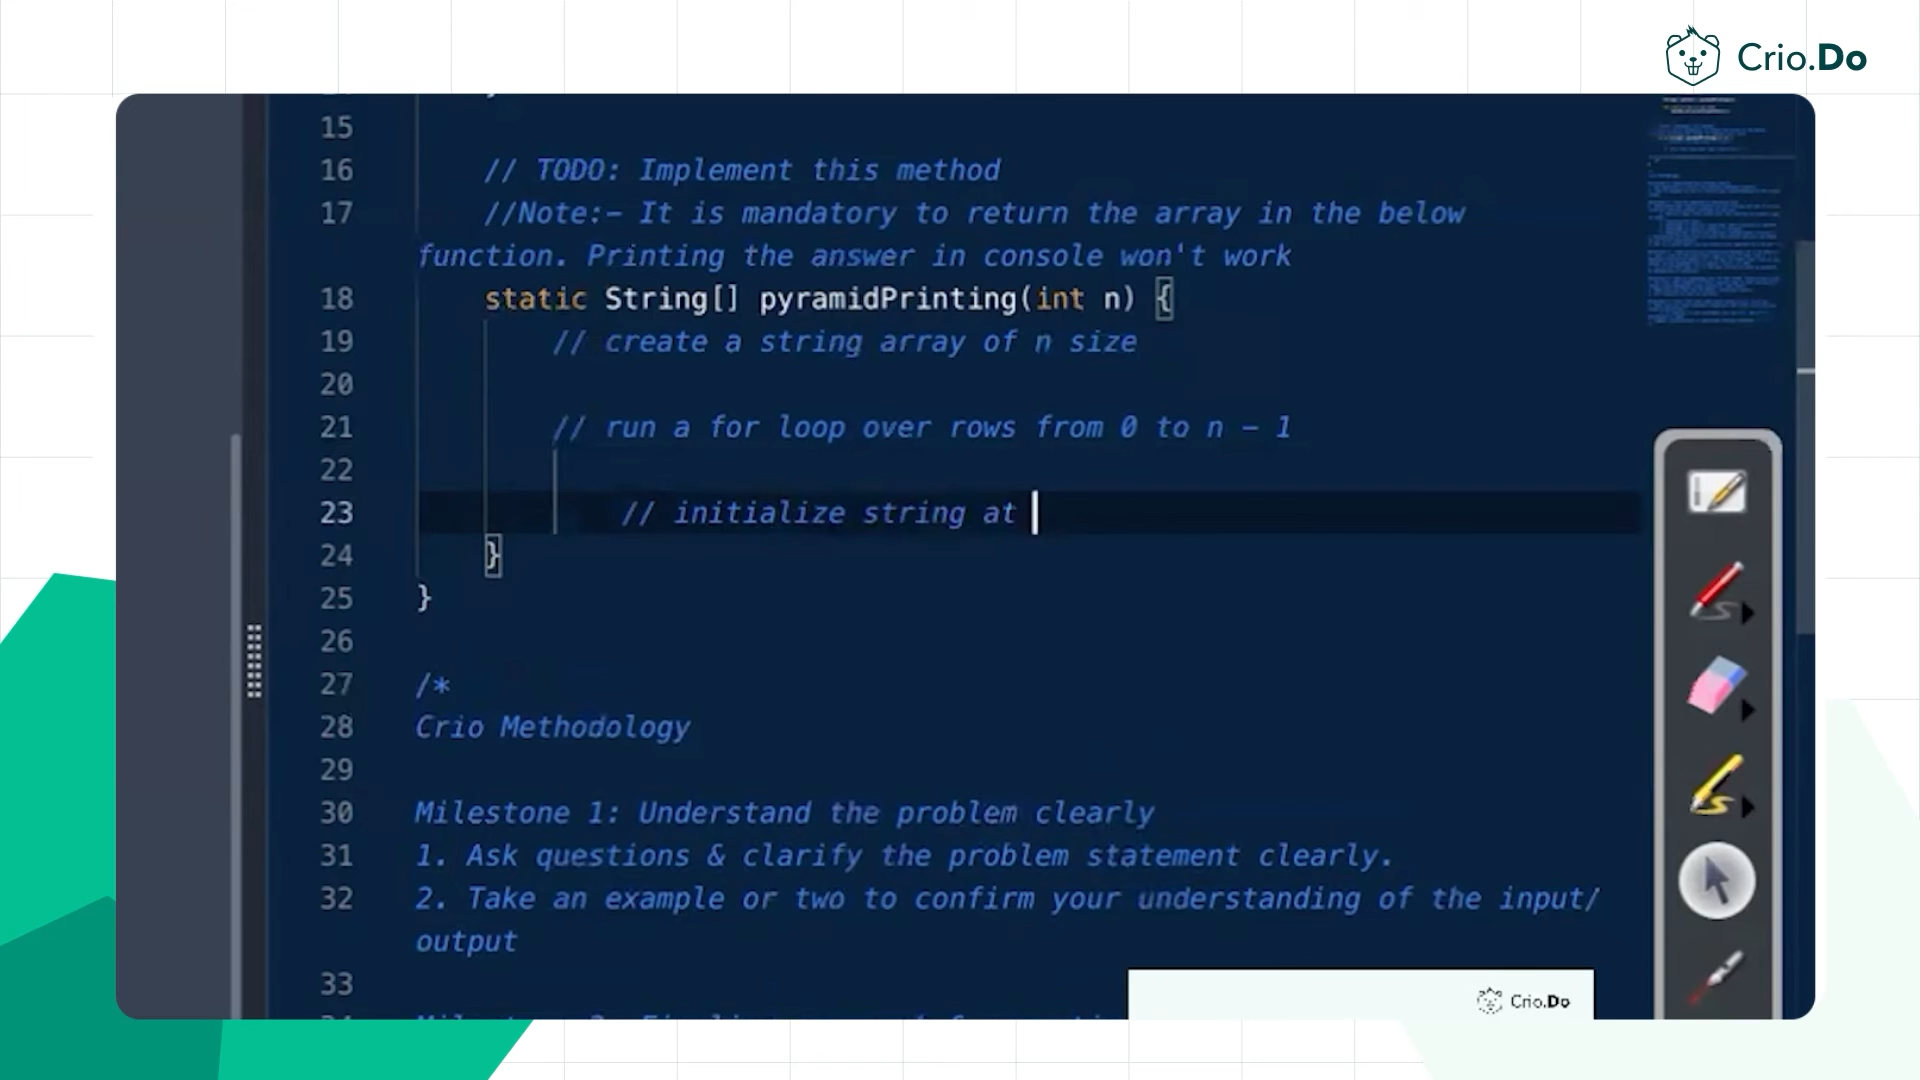 Crio.Do
15
16 // TODO: Implement this method
17 //Note:- It is mandatory to return the array in the below
function. Printing the answer in console won't work
18 static String[] pyramidPrinting(int n) {
19 // create a string array of n size
20
21 // run a for loop over rows from 0 to n - 1
22
23 // initialize string at
24 }
25 }
26
27 /*
28 Crio Methodology
29
30 Milestone 1: Understand the problem clearly
31 1. Ask questions & clarify the problem statement clearly.
32 2. Take an example or two to confirm your understanding of the input/
output
33
Crio.Do